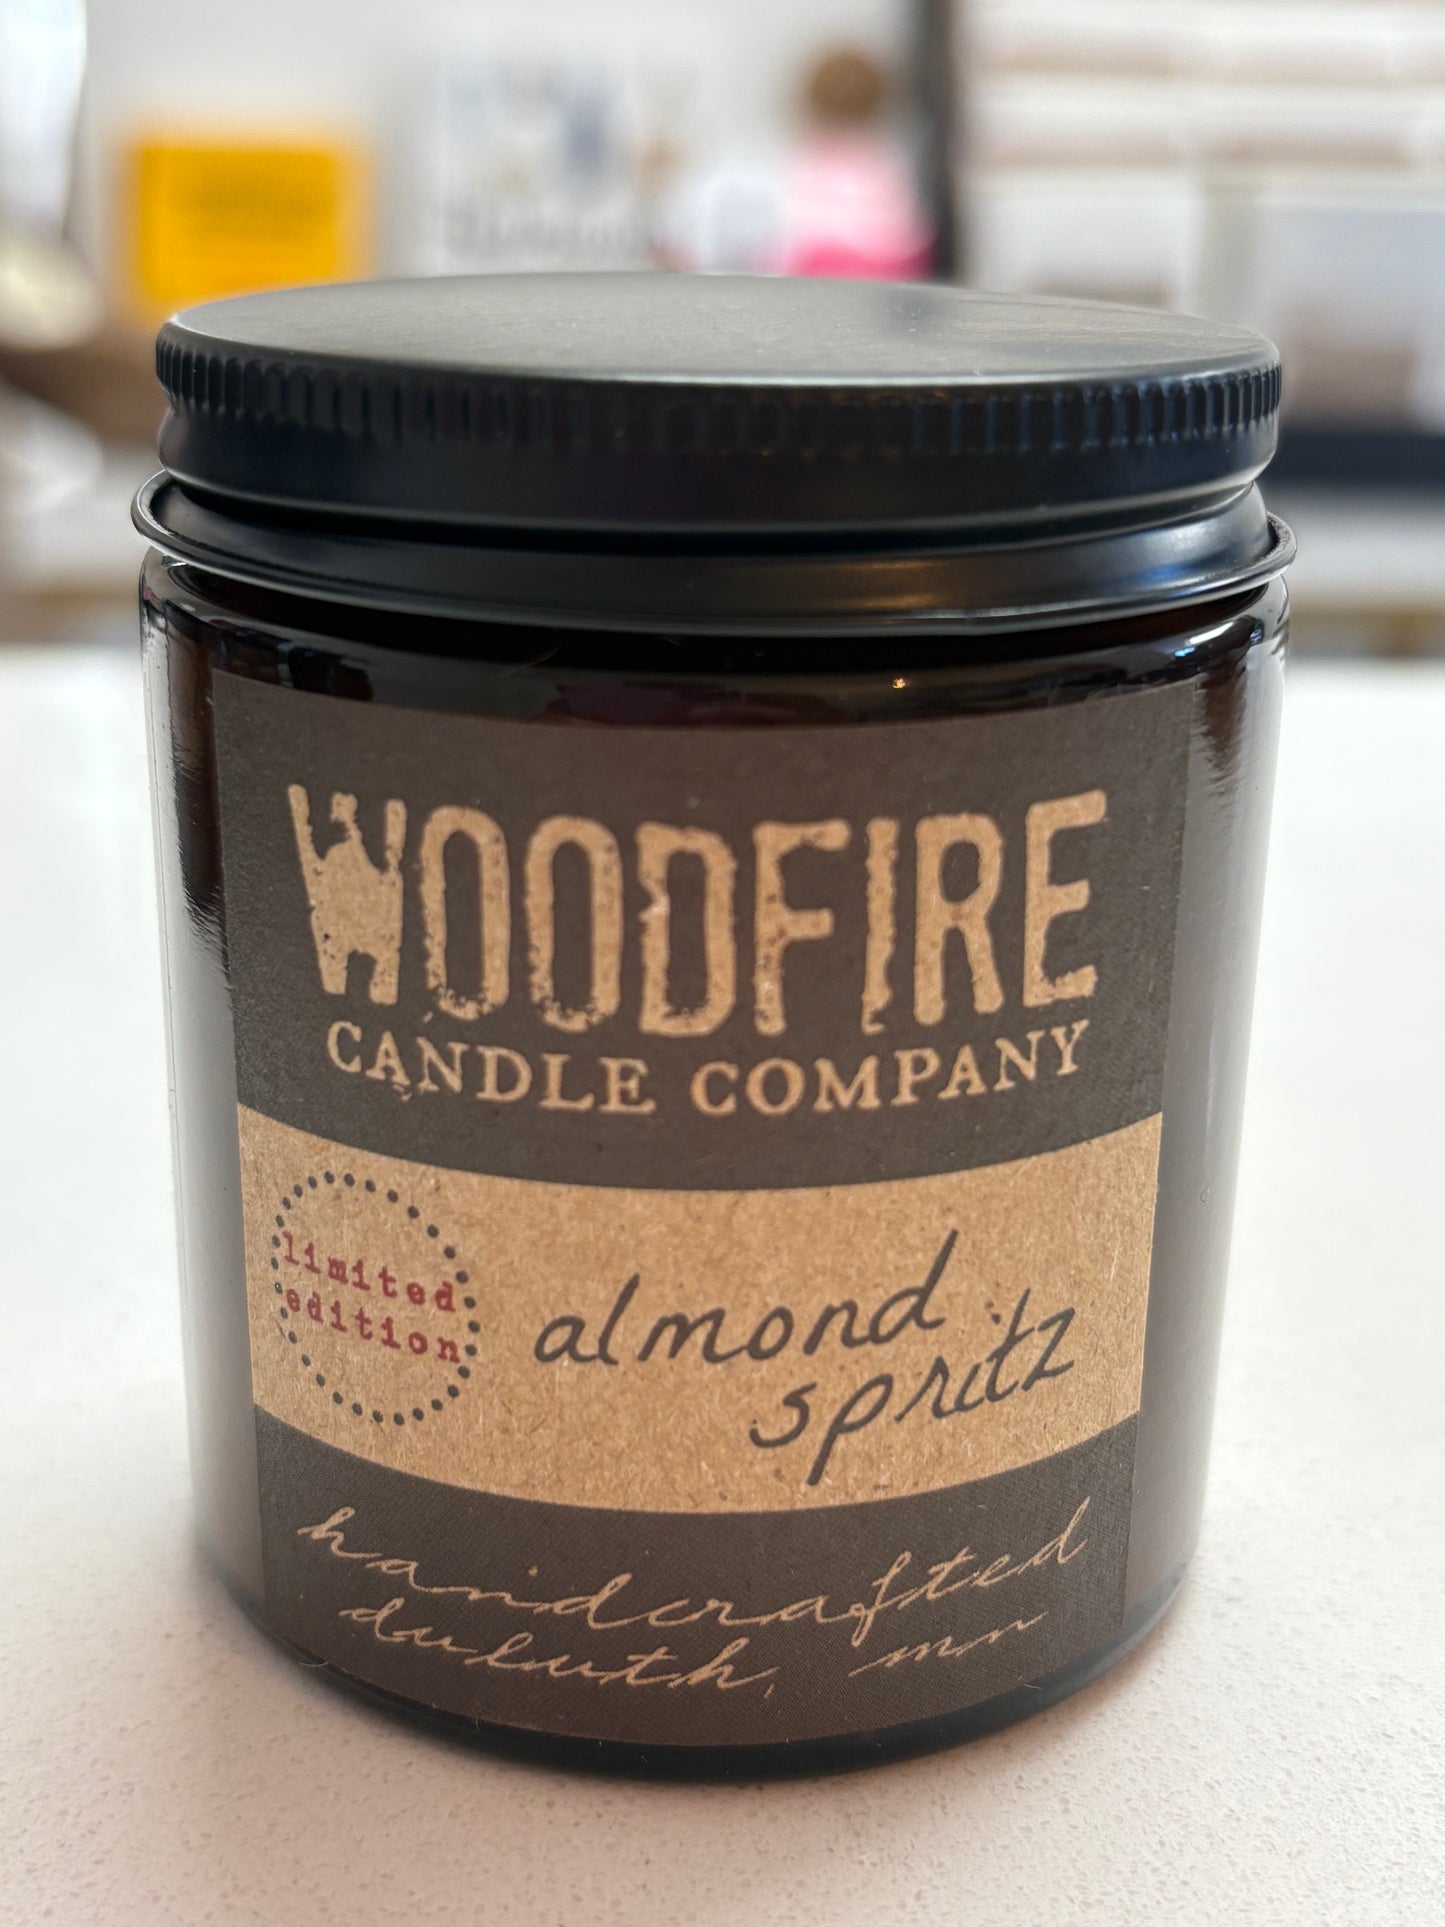 WOODFIRE
CANDLE COMPANY
limited
edition
almond
spritz
handcrafted
duluth, mn